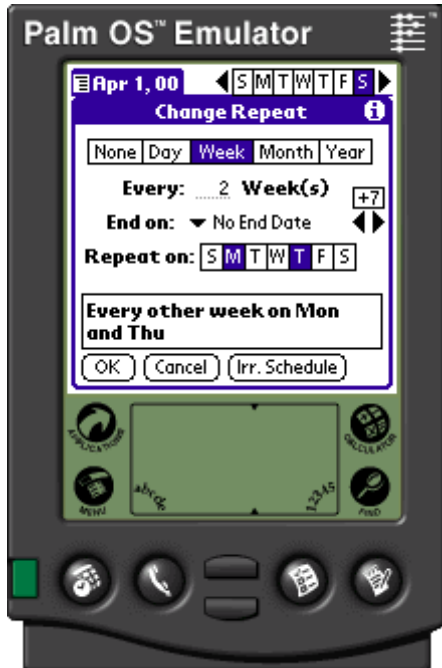 Palm OS™ Emulator
Apr 1, 00 S M T W T F S
Change Repeat
None Day Week Month Year
Every: 2 Week(s) +7
End on: No End Date
Repeat on: S M T W T F S
Every other week on Mon
and Thu
OK Cancel Irr. Schedule
APPLICATIONS CALCULATOR
abcde 12345
MENU FIND